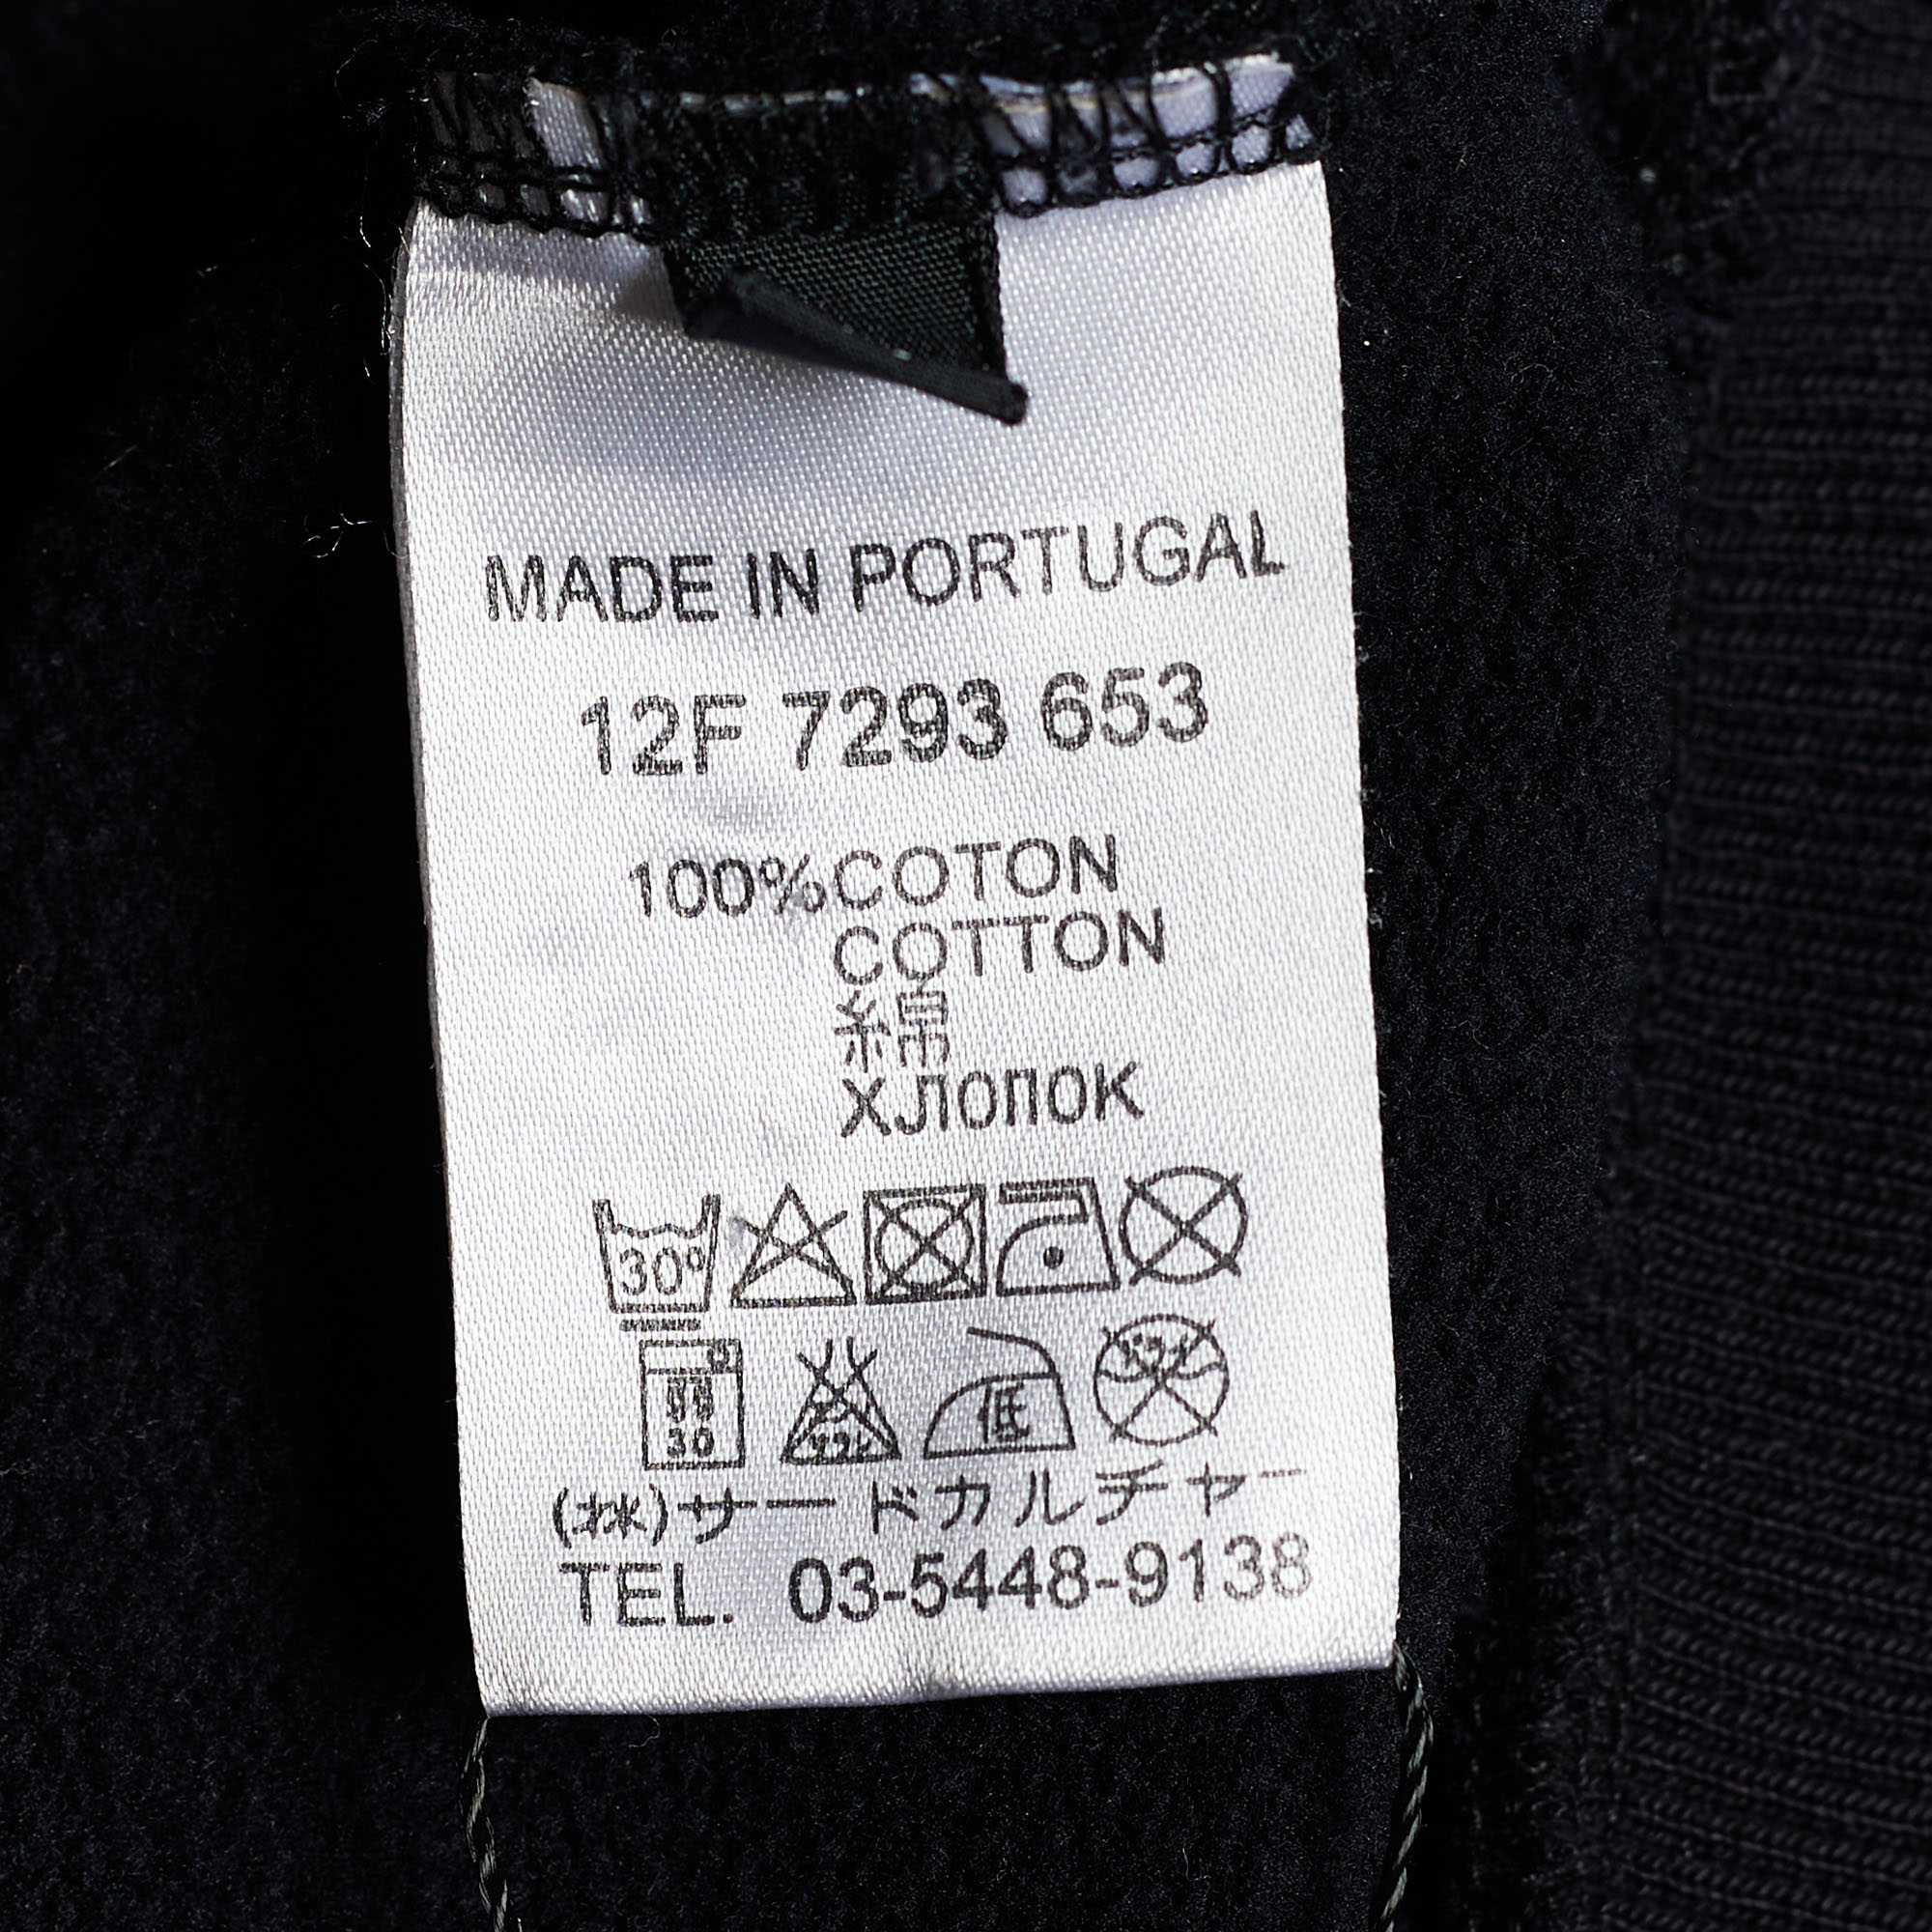 MADE IN PORTUGAL
12F 7293 653
100%COTON
COTTON
綿
ХЛОПОК
30°
30
低
(株)サードカルチャー
TEL. 03-5448-9138